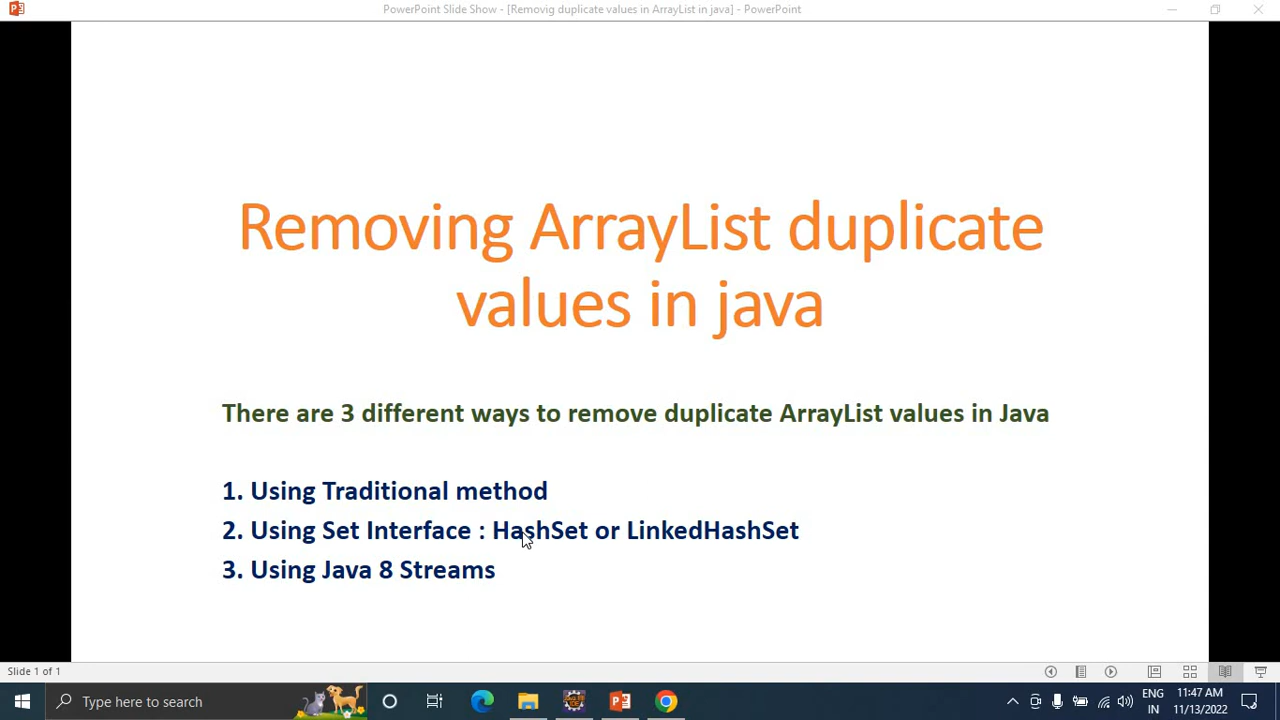 PowerPoint Slide Show - [Removig duplicate values in ArrayList in java] - PowerPoint
Removing ArrayList duplicate
values in java
There are 3 different ways to remove duplicate ArrayList values in Java
1. Using Traditional method
2. Using Set Interface : HashSet or LinkedHashSet
3. Using Java 8 Streams
Slide 1 of 1
Type here to search
ENG
IN
11:47 AM
11/13/2022